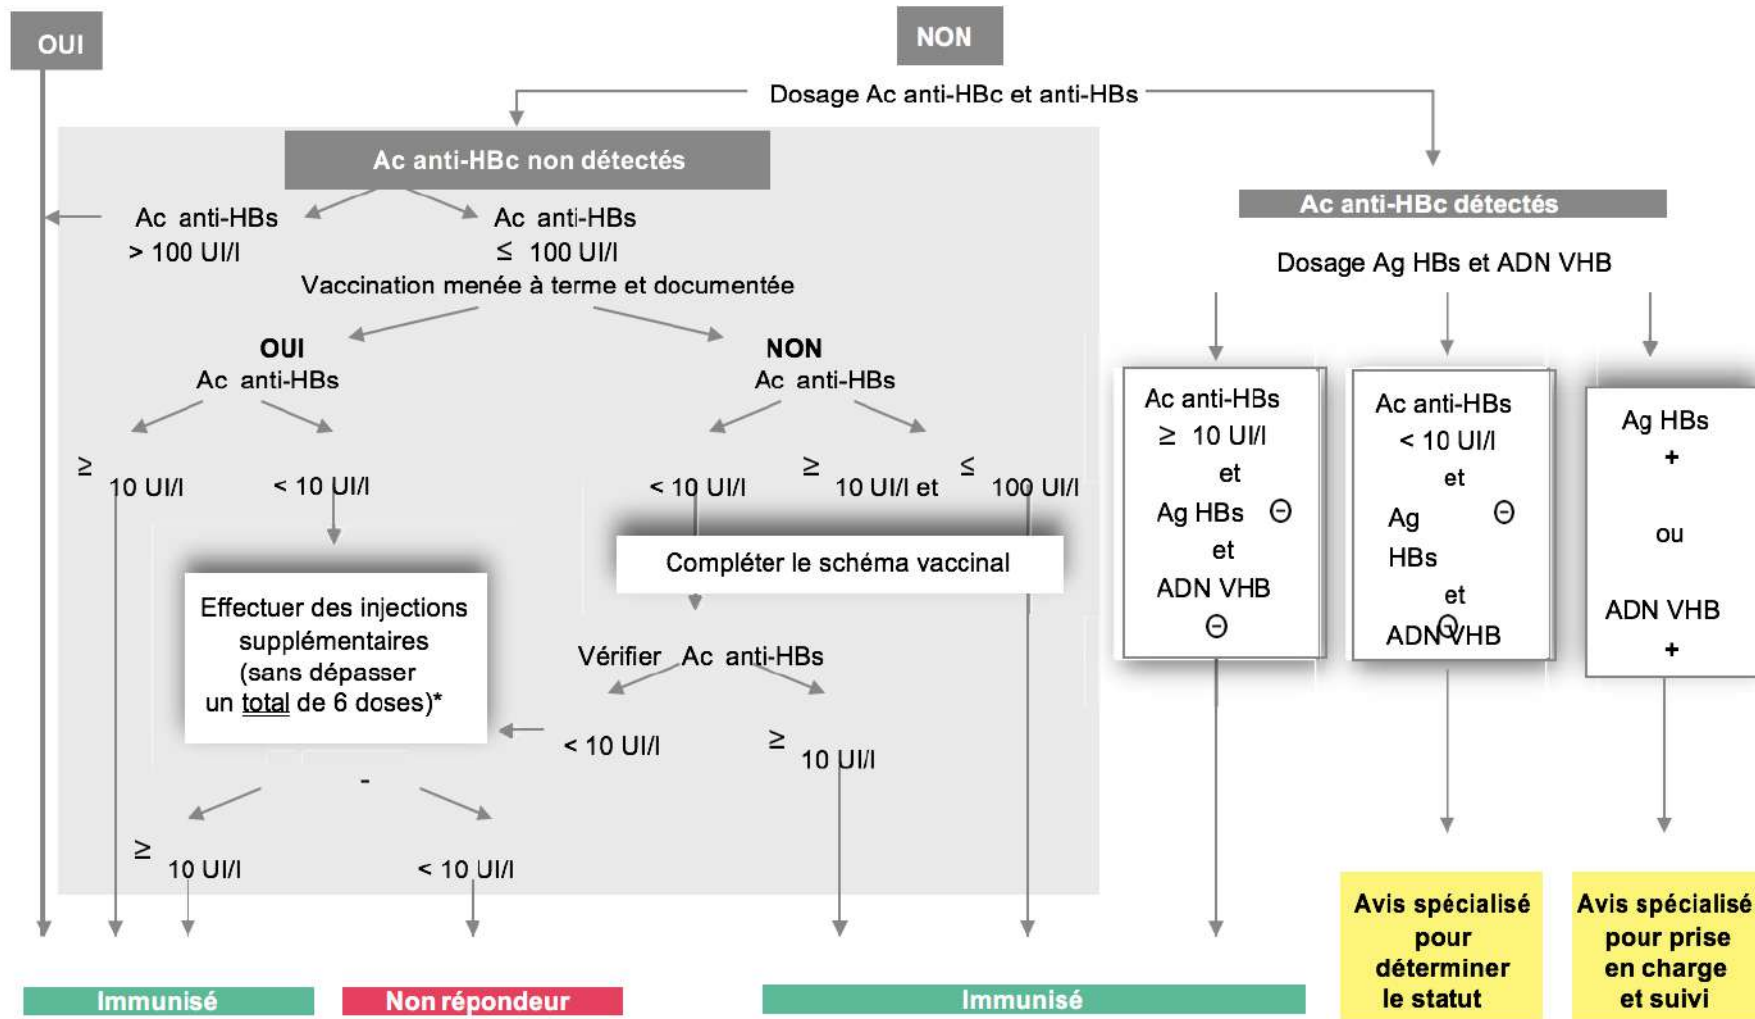 OUI
NON
Dosage Ac anti-HBc et anti-HBs
Ac anti-HBc non détectés
Ac anti-HBs
> 100 UI/l
Ac anti-HBs
≤ 100 UI/l
Vaccination menée à terme et documentée
OUI
Ac anti-HBs
NON
Ac anti-HBs
≥ 10 UI/l
< 10 UI/l
< 10 UI/l
≥ 10 UI/l et
≤ 100 UI/l
Compléter le schéma vaccinal
Effectuer des injections
supplémentaires
(sans dépasser
un total de 6 doses)*
Vérifier Ac anti-HBs
< 10 UI/l
≥ 10 UI/l
-
≥ 10 UI/l
< 10 UI/l
Ac anti-HBc détectés
Dosage Ag HBs et ADN VHB
Ac anti-HBs
≥ 10 UI/l
et
Ag HBs ⊖
et
ADN VHB
⊖
Ac anti-HBs
< 10 UI/l
et
Ag ⊖
HBs
et
ADN VHB
⊖
Ag HBs
+
ou
ADN VHB
+
Immunisé
Non répondeur
Immunisé
Avis spécialisé
pour
déterminer
le statut
Avis spécialisé
pour prise
en charge
et suivi